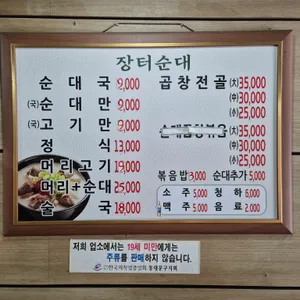 장터순대
순대국 9,000
(국)순대만 9,000
(국)고기만 9,000
정식 13,000
머리고기 19,000
머리+순대 25,000
술국 18,000
곱창전골 (大) 35,000
(中) 30,000
(小) 25,000
(大) 35,000
(中) 30,000
(小) 25,000
볶음밥 3,000 순대추가 5,000
소주 5,000 청하 6,000
맥주 5,000 음료 2,000
저희 업소에서는 19세 미만에게는
주류를 판매하지 않습니다.